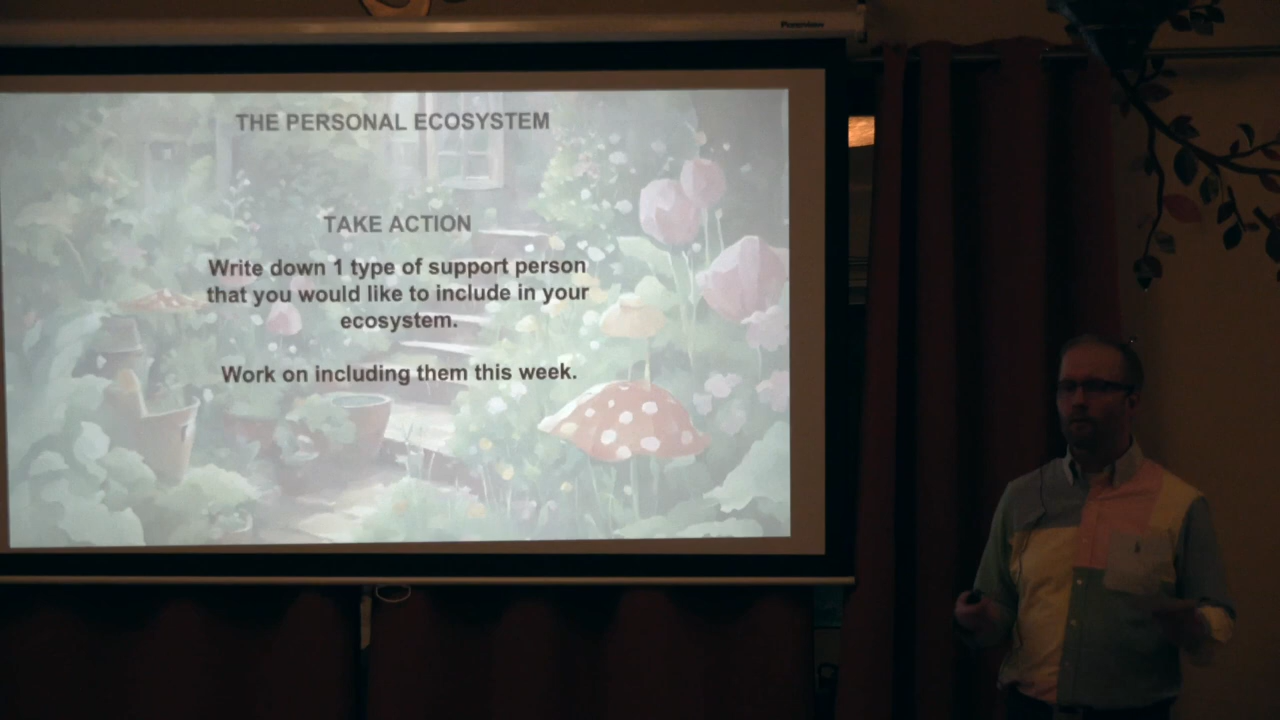 THE PERSONAL ECOSYSTEM
TAKE ACTION
Write down 1 type of support person
that you would like to include in your
ecosystem.
Work on including them this week.